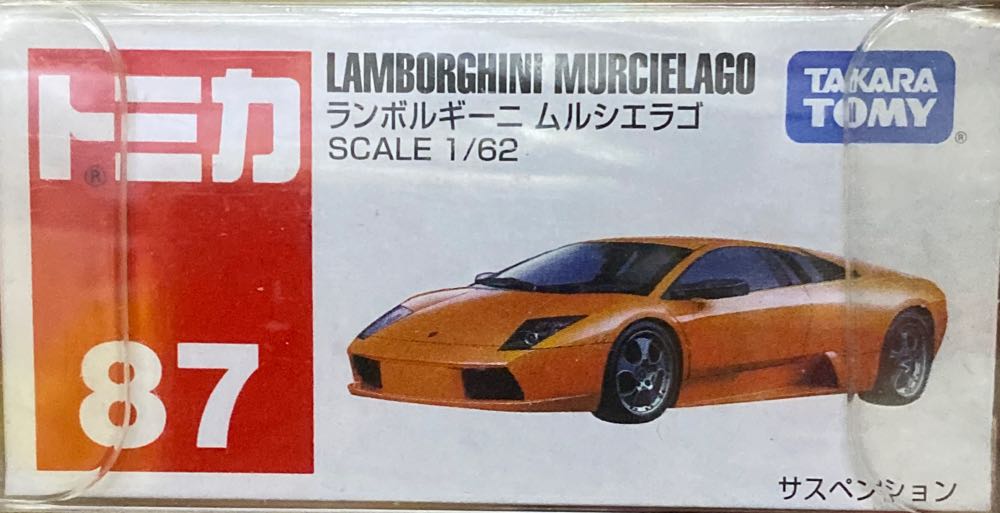 トミカ®
87
LAMBORGHINI MURCIELAGO
ランボルギーニ ムルシエラゴ
SCALE 1/62
TAKARA
TOMY®
サスペンション